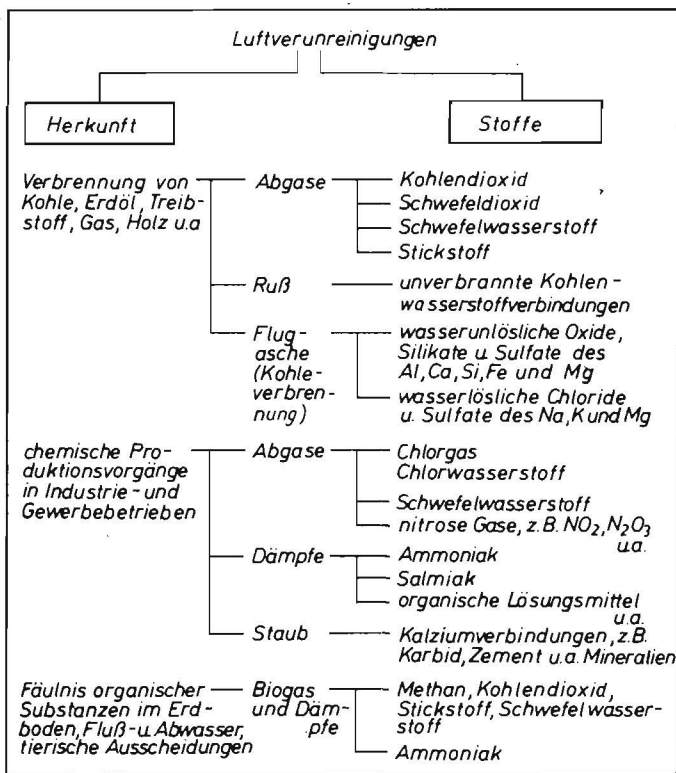 Luftverunreinigungen
Herkunft
Stoffe
Verbrennung von
Kohle, Erdöl, Treib-
stoff, Gas, Holz u.a
Abgase
Kohlendioxid
Schwefeldioxid
Schwefelwasserstoff
Stickstoff
Ruß
unverbrannte Kohlen-
wasserstoffverbindungen
Flug-
asche
(Kohle-
verbren-
nung)
wasserunlösliche Oxide,
Silikate u. Sulfate des
Al, Ca, Si, Fe und Mg
wasserlösliche Chloride
u. Sulfate des Na, K und Mg
chemische Pro-
duktionsvorgänge
in Industrie- und
Gewerbebetrieben
Abgase
Chlorgas
Chlorwasserstoff
Schwefelwasserstoff
nitrose Gase, z.B. NO₂, N₂O₃
u.a.
Dämpfe
Ammoniak
Salmiak
organische Lösungsmittel
u.a.
Staub
Kalziumverbindungen, z.B.
Karbid, Zement u.a. Mineralien
Fäulnis organischer
Substanzen im Erd-
boden, Fluß- u. Abwasser,
tierische Ausscheidungen
Biogas
und Däm-
pfe
Methan, Kohlendioxid,
Stickstoff, Schwefelwasser-
stoff
Ammoniak